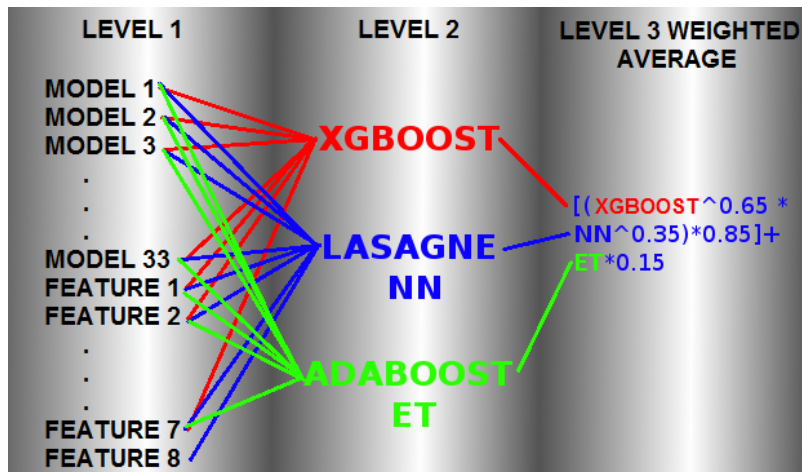 LEVEL 1
MODEL 1
MODEL 2
MODEL 3
.
.
.
MODEL 33
FEATURE 1
FEATURE 2
.
.
.
FEATURE 7
FEATURE 8
LEVEL 2
XGBOOST
LASAGNE
NN
ADABOOST
ET
LEVEL 3 WEIGHTED
AVERAGE
[(XGBOOST^0.65 *
NN^0.35)*0.85]+
ET*0.15